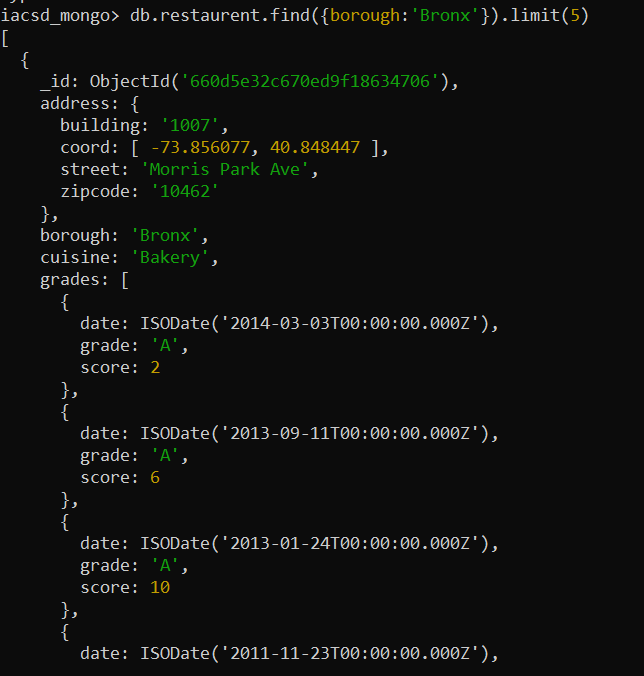 iacsd_mongo> db.restaurent.find({borough:'Bronx'}).limit(5)
[
  {
    _id: ObjectId('660d5e32c670ed9f18634706'),
    address: {
      building: '1007',
      coord: [ -73.856077, 40.848447 ],
      street: 'Morris Park Ave',
      zipcode: '10462'
    },
    borough: 'Bronx',
    cuisine: 'Bakery',
    grades: [
      {
        date: ISODate('2014-03-03T00:00:00.000Z'),
        grade: 'A',
        score: 2
      },
      {
        date: ISODate('2013-09-11T00:00:00.000Z'),
        grade: 'A',
        score: 6
      },
      {
        date: ISODate('2013-01-24T00:00:00.000Z'),
        grade: 'A',
        score: 10
      },
      {
        date: ISODate('2011-11-23T00:00:00.000Z'),